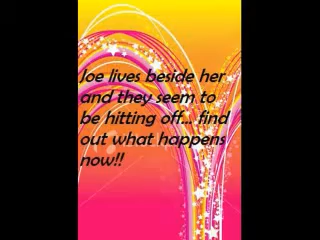 Joe lives beside her
and they seem to
be hitting off... find
out what happens
now!!